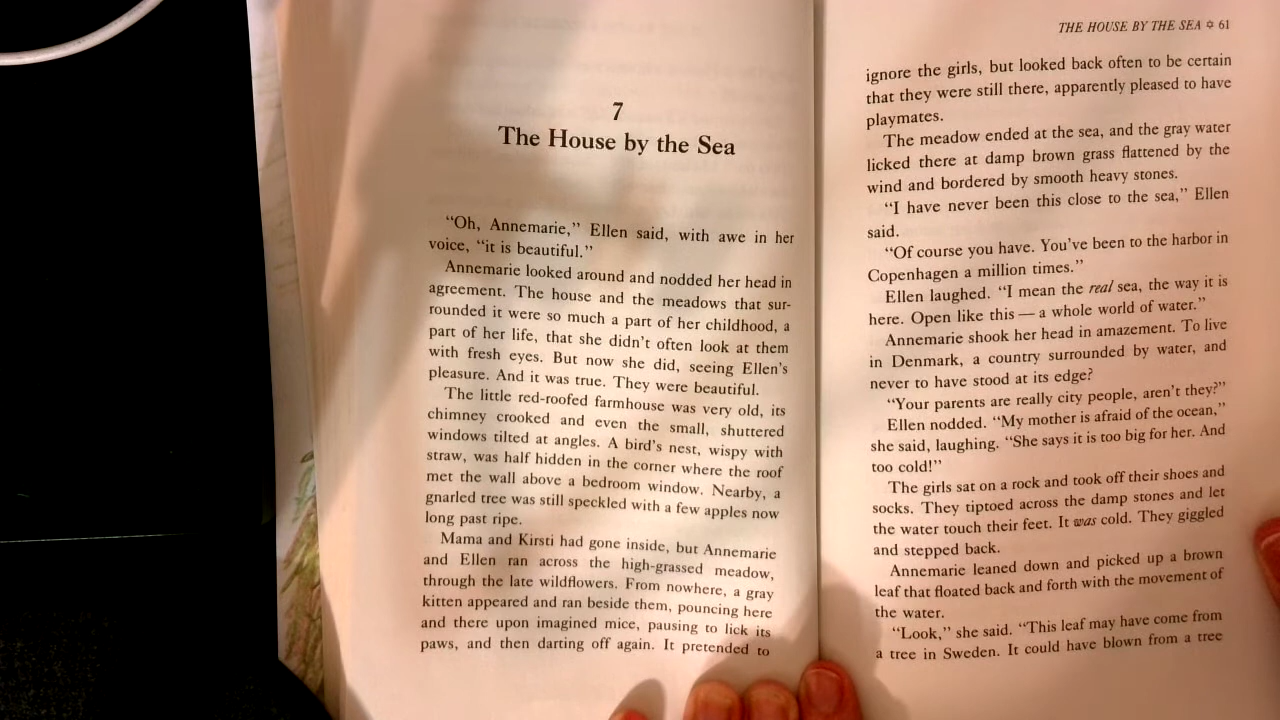 7
The House by the Sea
“Oh, Annemarie,” Ellen said, with awe in her
voice, “it is beautiful.”
Annemarie looked around and nodded her head in
agreement. The house and the meadows that sur-
rounded it were so much a part of her childhood, a
part of her life, that she didn’t often look at them
with fresh eyes. But now she did, seeing Ellen’s
pleasure. And it was true. They were beautiful.
The little red-roofed farmhouse was very old, its
chimney crooked and even the small, shuttered
windows tilted at angles. A bird’s nest, wispy with
straw, was half hidden in the corner where the roof
met the wall above a bedroom window. Nearby, a
gnarled tree was still speckled with a few apples now
long past ripe.
Mama and Kirsti had gone inside, but Annemarie
and Ellen ran across the high-grassed meadow,
through the late wildflowers. From nowhere, a gray
kitten appeared and ran beside them, pouncing here
and there upon imagined mice, pausing to lick its
paws, and then darting off again. It pretended to
THE HOUSE BY THE SEA ✡ 61
ignore the girls, but looked back often to be certain
that they were still there, apparently pleased to have
playmates.
The meadow ended at the sea, and the gray water
licked there at damp brown grass flattened by the
wind and bordered by smooth heavy stones.
“I have never been this close to the sea,” Ellen
said.
“Of course you have. You’ve been to the harbor in
Copenhagen a million times.”
Ellen laughed. “I mean the real sea, the way it is
here. Open like this — a whole world of water.”
Annemarie shook her head in amazement. To live
in Denmark, a country surrounded by water, and
never to have stood at its edge?
“Your parents are really city people, aren’t they?”
Ellen nodded. “My mother is afraid of the ocean,”
she said, laughing. “She says it is too big for her. And
too cold!”
The girls sat on a rock and took off their shoes and
socks. They tiptoed across the damp stones and let
the water touch their feet. It was cold. They giggled
and stepped back.
Annemarie leaned down and picked up a brown
leaf that floated back and forth with the movement of
the water.
“Look,” she said. “This leaf may have come from
a tree in Sweden. It could have blown from a tree